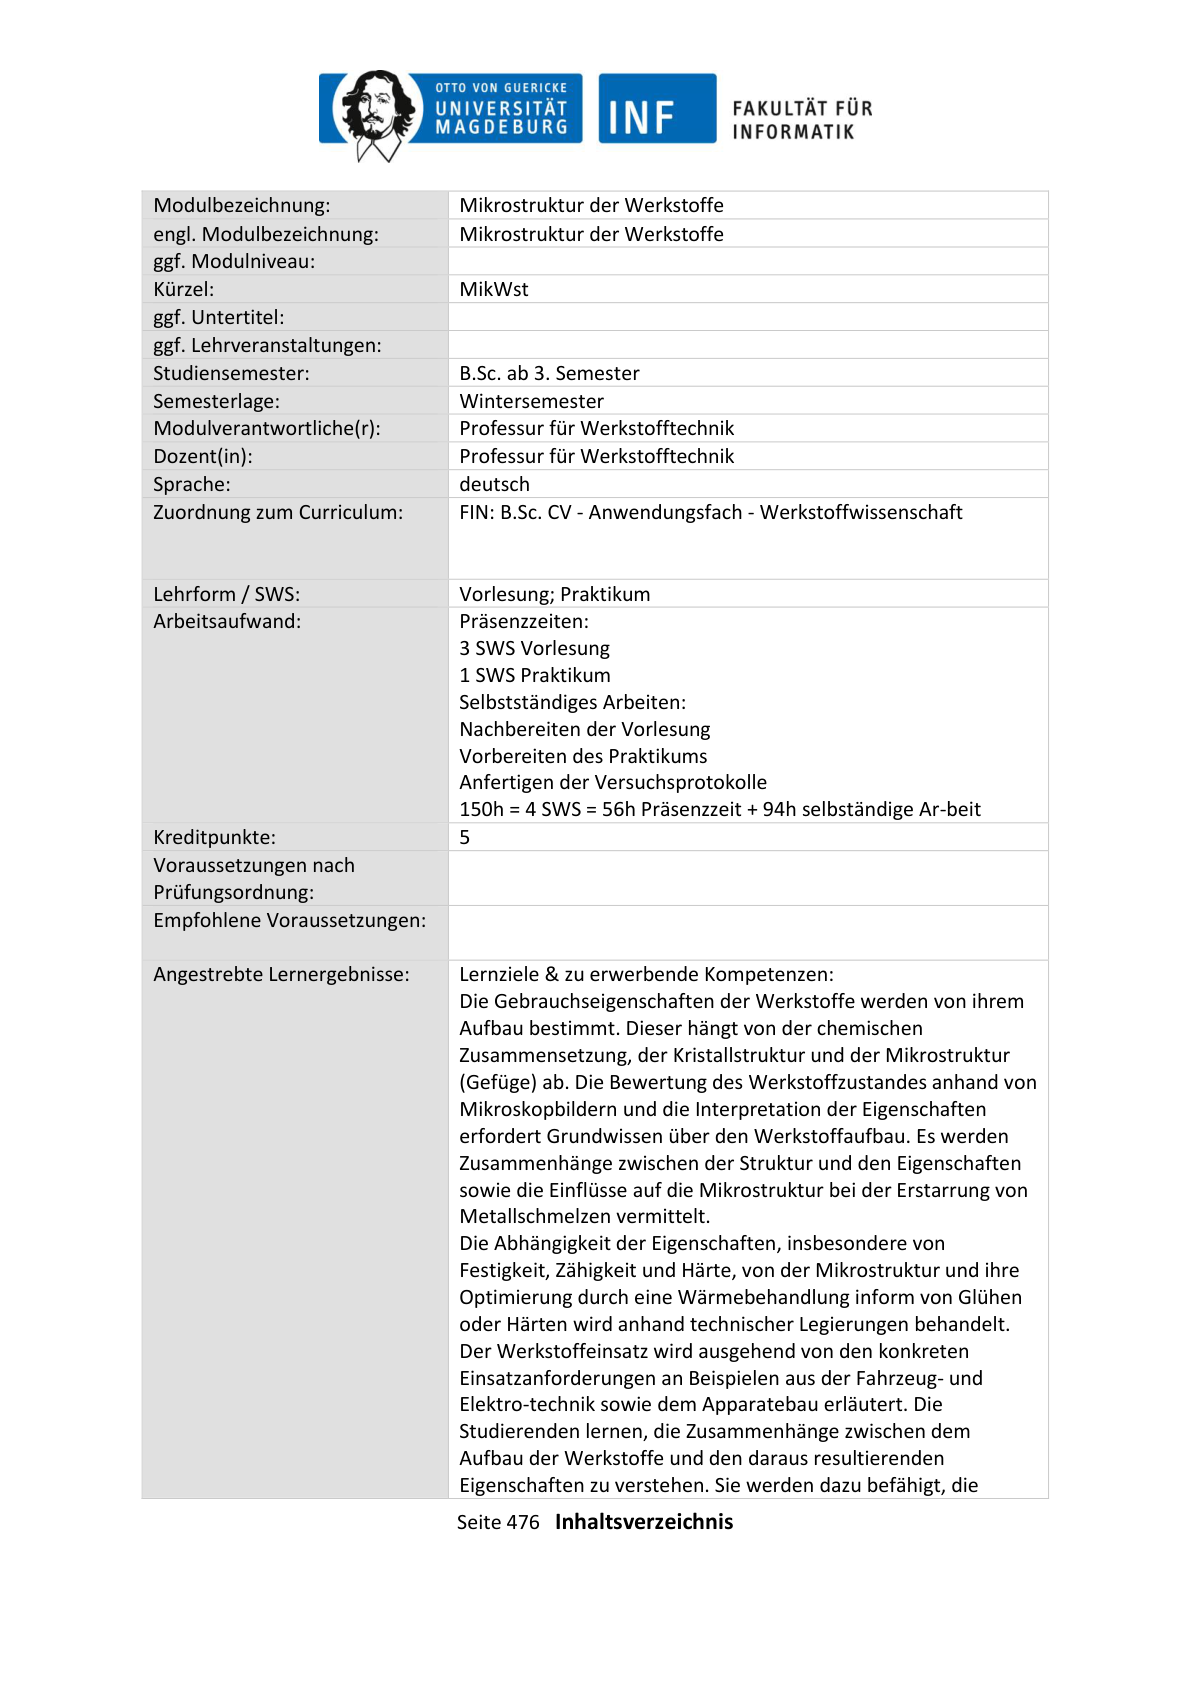 OTTO VON GUERICKE
UNIVERSITÄT
MAGDEBURG
INF
FAKULTÄT FÜR
INFORMATIK
Modulbezeichnung: Mikrostruktur der Werkstoffe
engl. Modulbezeichnung: Mikrostruktur der Werkstoffe
ggf. Modulniveau:
Kürzel: MikWst
ggf. Untertitel:
ggf. Lehrveranstaltungen:
Studiensemester: B.Sc. ab 3. Semester
Semesterlage: Wintersemester
Modulverantwortliche(r): Professur für Werkstofftechnik
Dozent(in): Professur für Werkstofftechnik
Sprache: deutsch
Zuordnung zum Curriculum: FIN: B.Sc. CV - Anwendungsfach - Werkstoffwissenschaft
Lehrform / SWS: Vorlesung; Praktikum
Arbeitsaufwand: Präsenzzeiten:
3 SWS Vorlesung
1 SWS Praktikum
Selbstständiges Arbeiten:
Nachbereiten der Vorlesung
Vorbereiten des Praktikums
Anfertigen der Versuchsprotokolle
150h = 4 SWS = 56h Präsenzzeit + 94h selbständige Ar-beit
Kreditpunkte: 5
Voraussetzungen nach
Prüfungsordnung:
Empfohlene Voraussetzungen:
Angestrebte Lernergebnisse: Lernziele & zu erwerbende Kompetenzen:
Die Gebrauchseigenschaften der Werkstoffe werden von ihrem
Aufbau bestimmt. Dieser hängt von der chemischen
Zusammensetzung, der Kristallstruktur und der Mikrostruktur
(Gefüge) ab. Die Bewertung des Werkstoffzustandes anhand von
Mikroskopbildern und die Interpretation der Eigenschaften
erfordert Grundwissen über den Werkstoffaufbau. Es werden
Zusammenhänge zwischen der Struktur und den Eigenschaften
sowie die Einflüsse auf die Mikrostruktur bei der Erstarrung von
Metallschmelzen vermittelt.
Die Abhängigkeit der Eigenschaften, insbesondere von
Festigkeit, Zähigkeit und Härte, von der Mikrostruktur und ihre
Optimierung durch eine Wärmebehandlung inform von Glühen
oder Härten wird anhand technischer Legierungen behandelt.
Der Werkstoffeinsatz wird ausgehend von den konkreten
Einsatzanforderungen an Beispielen aus der Fahrzeug- und
Elektro-technik sowie dem Apparatebau erläutert. Die
Studierenden lernen, die Zusammenhänge zwischen dem
Aufbau der Werkstoffe und den daraus resultierenden
Eigenschaften zu verstehen. Sie werden dazu befähigt, die
Seite 476 Inhaltsverzeichnis